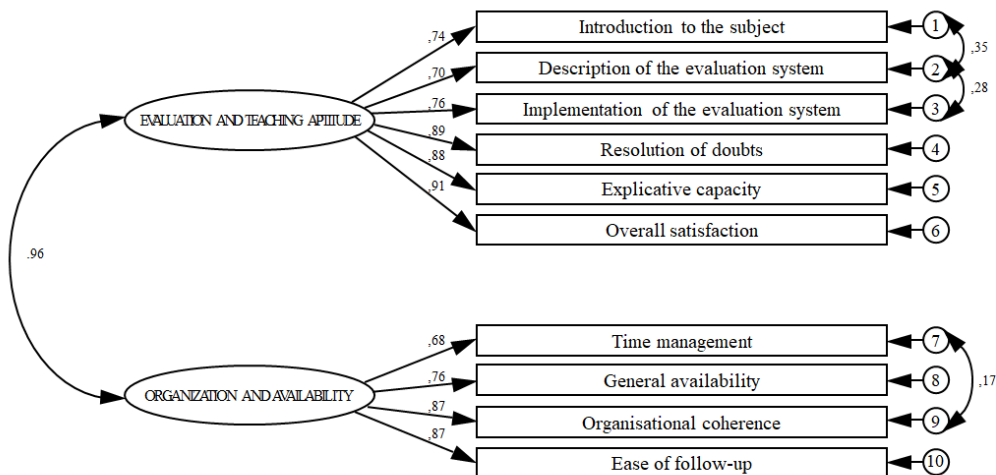 ,74
Introduction to the subject
1
,35
,70
Description of the evaluation system
2
,28
,76
Implementation of the evaluation system
3
EVALUATION AND TEACHING APTITUDE
,89
Resolution of doubts
4
,88
Explicative capacity
5
,91
Overall satisfaction
6
.96
,68
Time management
7
,76
General availability
8
,17
ORGANIZATION AND AVAILABILITY
,87
Organisational coherence
9
,87
Ease of follow-up
10